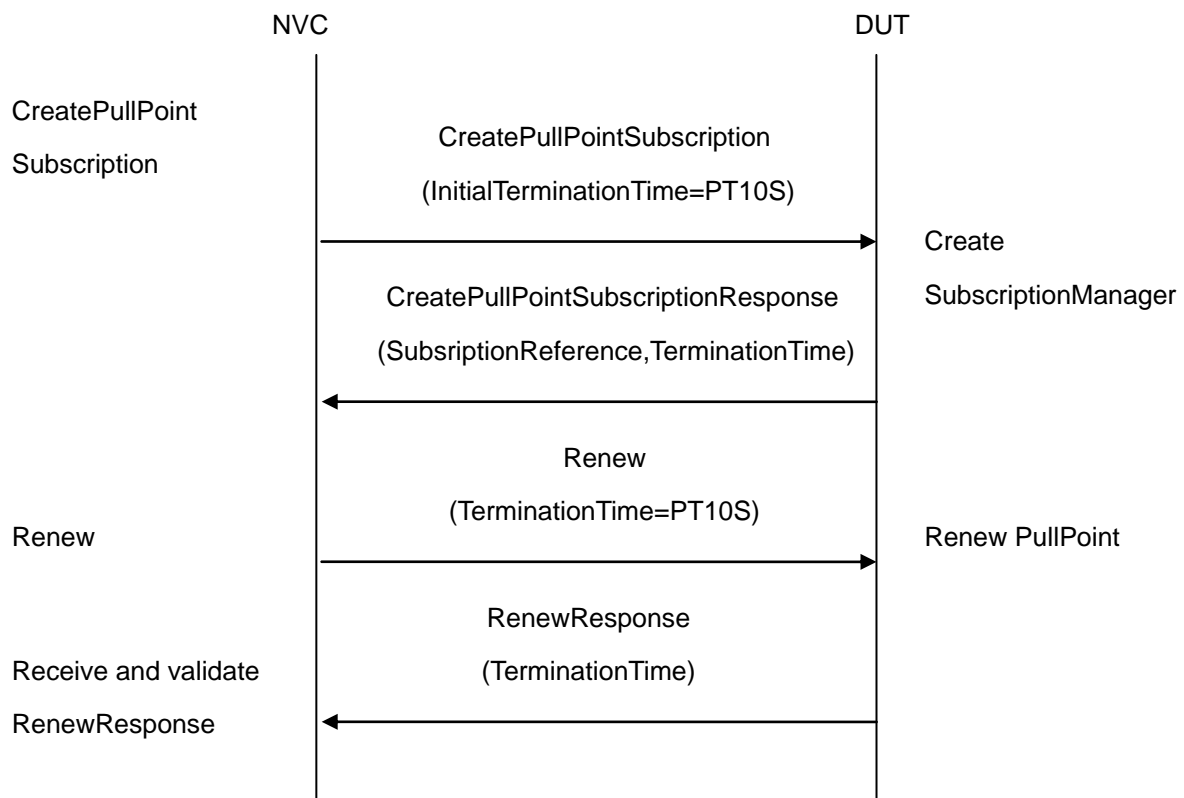 NVC
DUT
CreatePullPoint
Subscription
CreatePullPointSubscription
(InitialTerminationTime=PT10S)
Create
SubscriptionManager
CreatePullPointSubscriptionResponse
(SubsriptionReference,TerminationTime)
Renew
(TerminationTime=PT10S)
Renew
Renew PullPoint
RenewResponse
(TerminationTime)
Receive and validate
RenewResponse